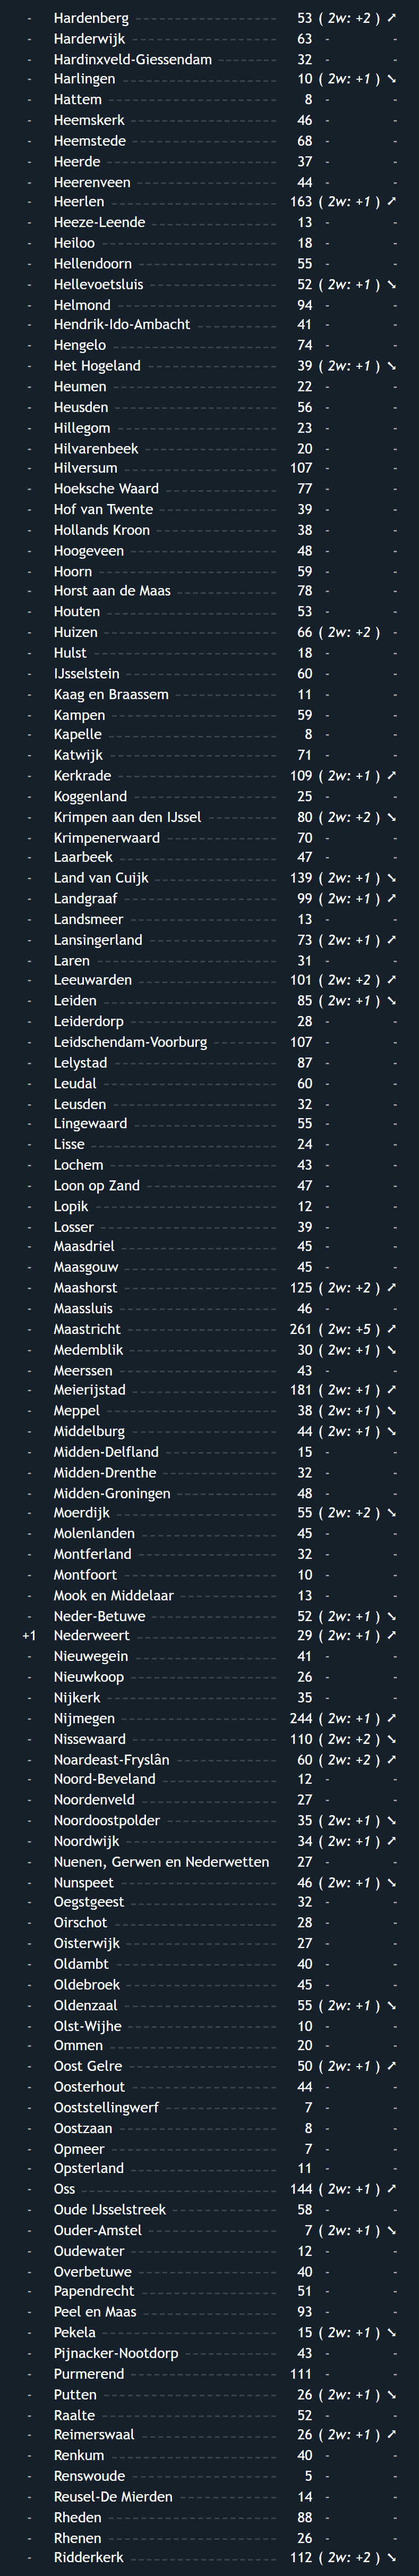 - Hardenberg 53 ( 2w: +2 ) ↗
- Harderwijk 63 - -
- Hardinxveld-Giessendam 32 - -
- Harlingen 10 ( 2w: +1 ) ↘
- Hattem 8 - -
- Heemskerk 46 - -
- Heemstede 68 - -
- Heerde 37 - -
- Heerenveen 44 - -
- Heerlen 163 ( 2w: +1 ) ↗
- Heeze-Leende 13 - -
- Heiloo 18 - -
- Hellendoorn 55 - -
- Hellevoetsluis 52 ( 2w: +1 ) ↘
- Helmond 94 - -
- Hendrik-Ido-Ambacht 41 - -
- Hengelo 74 - -
- Het Hogeland 39 ( 2w: +1 ) ↘
- Heumen 22 - -
- Heusden 56 - -
- Hillegom 23 - -
- Hilvarenbeek 20 - -
- Hilversum 107 - -
- Hoeksche Waard 77 - -
- Hof van Twente 39 - -
- Hollands Kroon 38 - -
- Hoogeveen 48 - -
- Hoorn 59 - -
- Horst aan de Maas 78 - -
- Houten 53 - -
- Huizen 66 ( 2w: +2 ) -
- Hulst 18 - -
- IJsselstein 60 - -
- Kaag en Braassem 11 - -
- Kampen 59 - -
- Kapelle 8 - -
- Katwijk 71 - -
- Kerkrade 109 ( 2w: +1 ) ↗
- Koggenland 25 - -
- Krimpen aan den IJssel 80 ( 2w: +2 ) ↘
- Krimpenerwaard 70 - -
- Laarbeek 47 - -
- Land van Cuijk 139 ( 2w: +1 ) ↘
- Landgraaf 99 ( 2w: +1 ) ↗
- Landsmeer 13 - -
- Lansingerland 73 ( 2w: +1 ) ↗
- Laren 31 - -
- Leeuwarden 101 ( 2w: +2 ) ↗
- Leiden 85 ( 2w: +1 ) ↘
- Leiderdorp 28 - -
- Leidschendam-Voorburg 107 - -
- Lelystad 87 - -
- Leudal 60 - -
- Leusden 32 - -
- Lingewaard 55 - -
- Lisse 24 - -
- Lochem 43 - -
- Loon op Zand 47 - -
- Lopik 12 - -
- Losser 39 - -
- Maasdriel 45 - -
- Maasgouw 45 - -
- Maashorst 125 ( 2w: +2 ) ↗
- Maassluis 46 - -
- Maastricht 261 ( 2w: +5 ) ↗
- Medemblik 30 ( 2w: +1 ) ↘
- Meerssen 43 - -
- Meierijstad 181 ( 2w: +1 ) ↗
- Meppel 38 ( 2w: +1 ) ↘
- Middelburg 44 ( 2w: +1 ) ↘
- Midden-Delfland 15 - -
- Midden-Drenthe 32 - -
- Midden-Groningen 48 - -
- Moerdijk 55 ( 2w: +2 ) ↘
- Molenlanden 45 - -
- Montferland 32 - -
- Montfoort 10 - -
- Mook en Middelaar 13 - -
- Neder-Betuwe 52 ( 2w: +1 ) ↘
+1 Nederweert 29 ( 2w: +1 ) ↗
- Nieuwegein 41 - -
- Nieuwkoop 26 - -
- Nijkerk 35 - -
- Nijmegen 244 ( 2w: +1 ) ↗
- Nissewaard 110 ( 2w: +2 ) ↘
- Noardeast-Fryslân 60 ( 2w: +2 ) ↗
- Noord-Beveland 12 - -
- Noordenveld 27 - -
- Noordoostpolder 35 ( 2w: +1 ) ↘
- Noordwijk 34 ( 2w: +1 ) ↗
- Nuenen, Gerwen en Nederwetten 27 - -
- Nunspeet 46 ( 2w: +1 ) ↘
- Oegstgeest 32 - -
- Oirschot 28 - -
- Oisterwijk 27 - -
- Oldambt 40 - -
- Oldebroek 45 - -
- Oldenzaal 55 ( 2w: +1 ) ↘
- Olst-Wijhe 10 - -
- Ommen 20 - -
- Oost Gelre 50 ( 2w: +1 ) ↗
- Oosterhout 44 - -
- Ooststellingwerf 7 - -
- Oostzaan 8 - -
- Opmeer 7 - -
- Opsterland 11 - -
- Oss 144 ( 2w: +1 ) ↗
- Oude IJsselstreek 58 - -
- Ouder-Amstel 7 ( 2w: +1 ) ↘
- Oudewater 12 - -
- Overbetuwe 40 - -
- Papendrecht 51 - -
- Peel en Maas 93 - -
- Pekela 15 ( 2w: +1 ) ↘
- Pijnacker-Nootdorp 43 - -
- Purmerend 111 - -
- Putten 26 ( 2w: +1 ) ↘
- Raalte 52 - -
- Reimerswaal 26 ( 2w: +1 ) ↗
- Renkum 40 - -
- Renswoude 5 - -
- Reusel-De Mierden 14 - -
- Rheden 88 - -
- Rhenen 26 - -
- Ridderkerk 112 ( 2w: +2 ) ↘